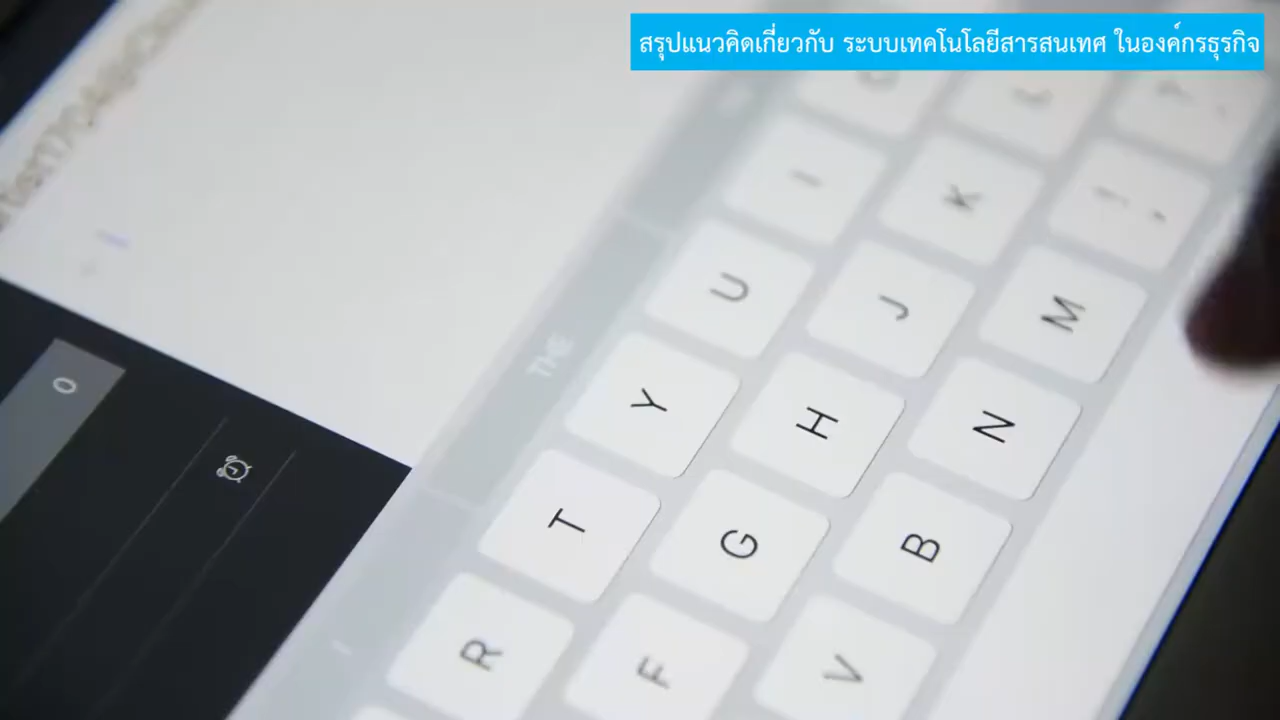 สรุปแนวคิดเกี่ยวกับ ระบบเทคโนโลยีสารสนเทศ ในองค์กรธุรกิจ
THE
I
U
Y
T
R
K
J
H
G
F
! ,
M
N
B
V
0